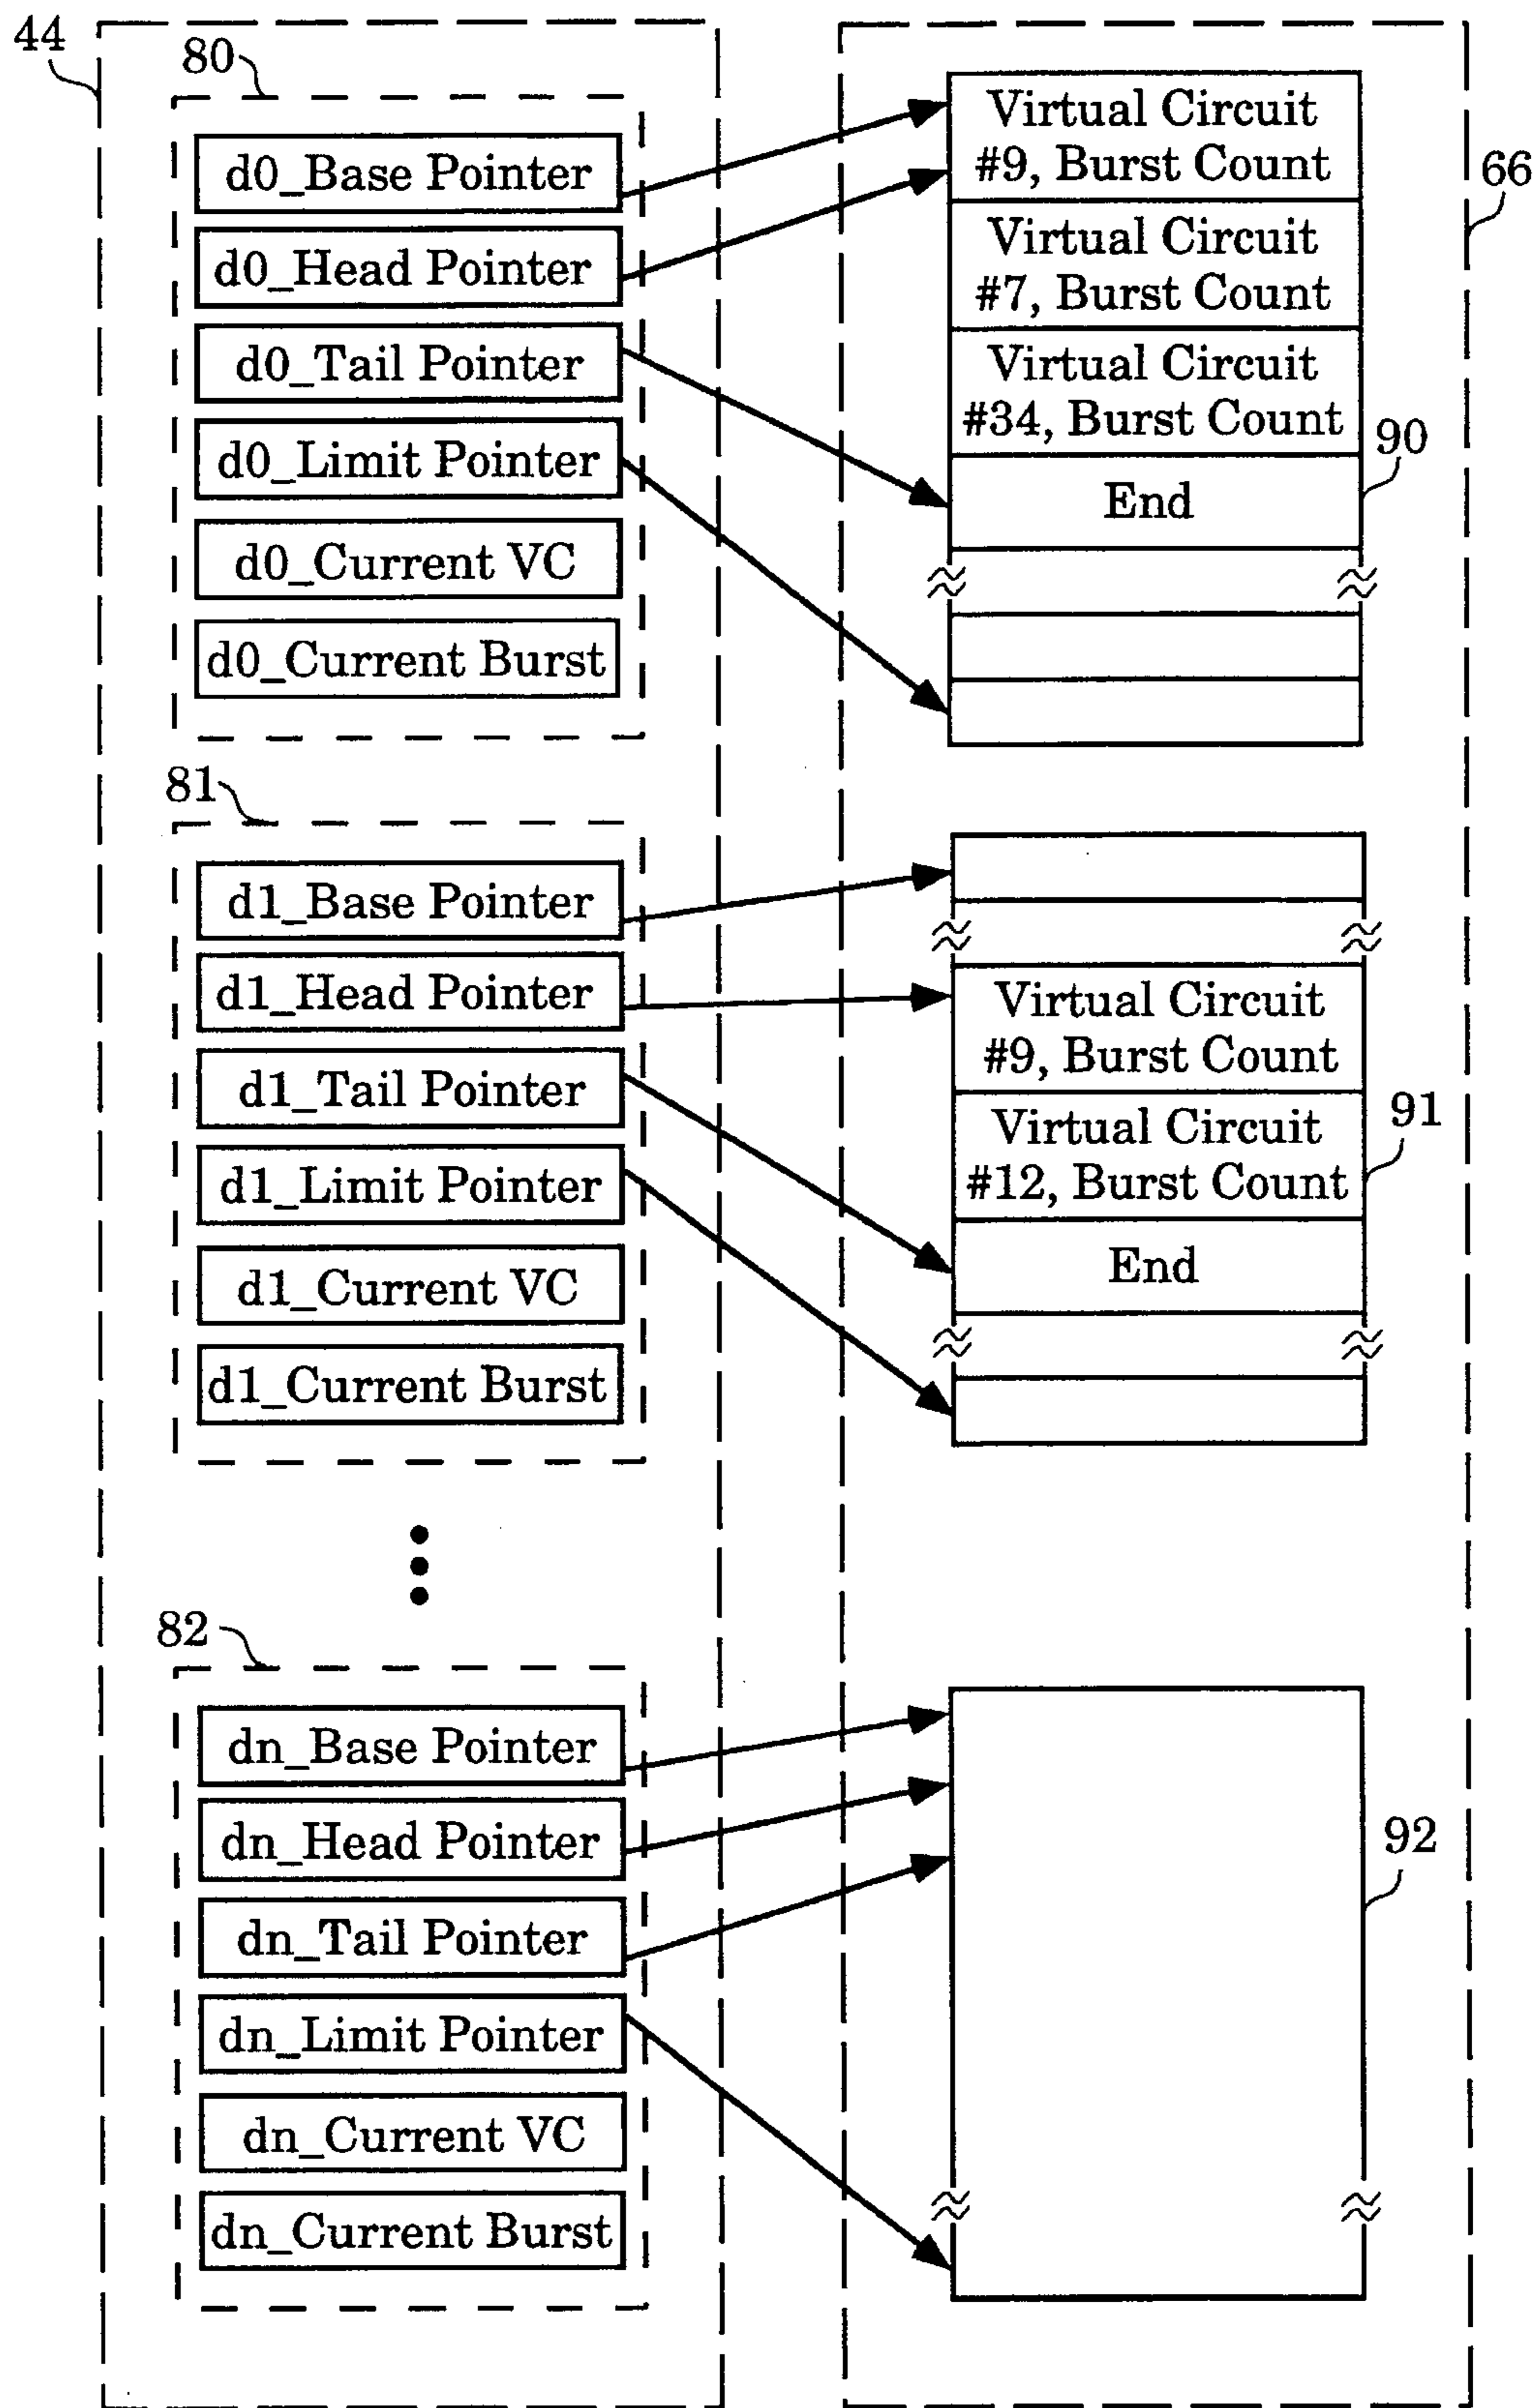 44
80
d0_Base Pointer
d0_Head Pointer
d0_Tail Pointer
d0_Limit Pointer
d0_Current VC
d0_Current Burst
Virtual Circuit
#9, Burst Count
Virtual Circuit
#7, Burst Count
Virtual Circuit
#34, Burst Count
End
66
90
81
d1_Base Pointer
d1_Head Pointer
d1_Tail Pointer
d1_Limit Pointer
d1_Current VC
d1_Current Burst
Virtual Circuit
#9, Burst Count
Virtual Circuit
#12, Burst Count
End
91
82
dn_Base Pointer
dn_Head Pointer
dn_Tail Pointer
dn_Limit Pointer
dn_Current VC
dn_Current Burst
92